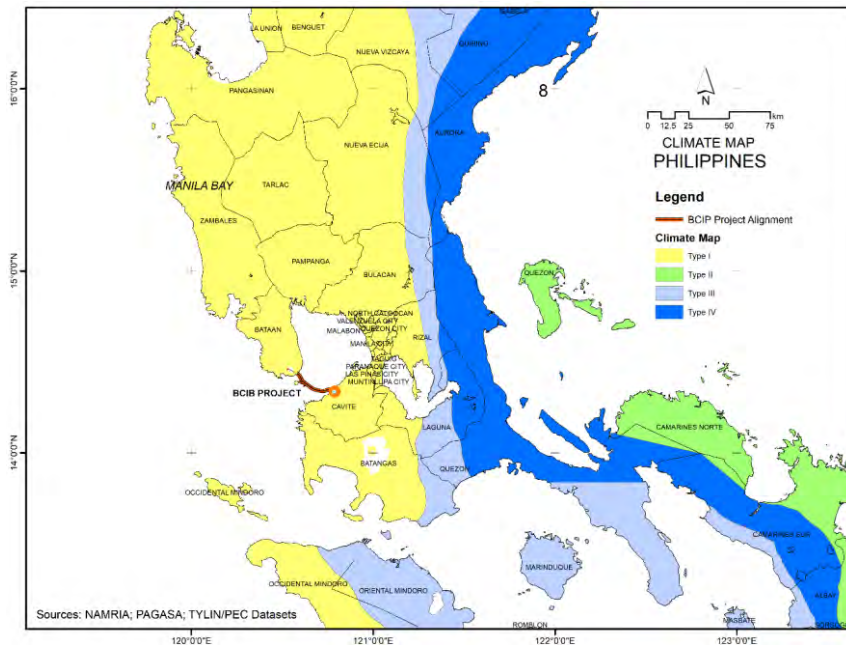 LA UNION
BENGUET
NUEVA VIZCAYA
QUIRINO
16°0'0"N
PANGASINAN
8
N
0 12.5 25 50 75
km
CLIMATE MAP
PHILIPPINES
AURORA
NUEVA ECIJA
MANILA BAY
TARLAC
ZAMBALES
Legend
BCIP Project Alignment
Climate Map
Type I
Type II
Type III
Type IV
15°0'0"N
PAMPANGA
BULACAN
QUEZON
BATAAN
NORTH CALOOCAN
VALENZUELA CITY
MALABON
QUEZON CITY
MANILA CITY
RIZAL
TAGUIG
PARANAQUE CITY
LAS PINAS CITY
MUNTINLUPA CITY
BCIB PROJECT
CAVITE
LAGUNA
CAMARINES NORTE
14°0'0"N
BATANGAS
QUEZON
OCCIDENTAL MINDORO
CAMARINES SUR
OCCIDENTAL MINDORO
ORIENTAL MINDORO
MARINDUQUE
ALBAY
MASBATE
ROMBLON
Sources: NAMRIA; PAGASA; TYLIN/PEC Datasets
120°0'0"E
121°0'0"E
122°0'0"E
123°0'0"E